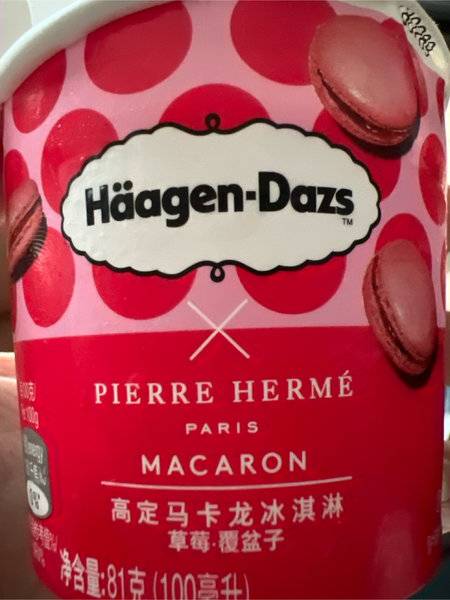 Häagen-Dazs
TM
PIERRE HERMÉ
PARIS
MACARON
高定马卡龙冰淇淋
草莓·覆盆子
净含量:81克 (100毫升)